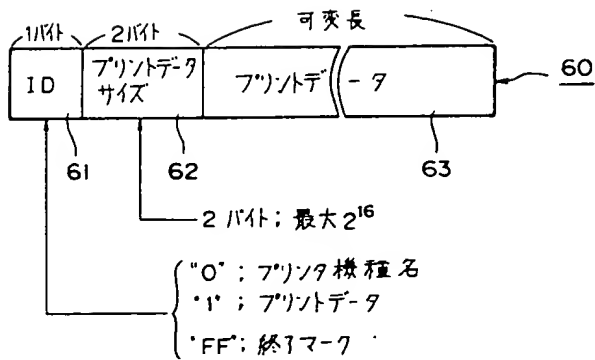 1バイト 2バイト 可変長
ID プリントデータサイズ プリントデータ 60
61 62 63
2バイト; 最大2¹⁶
"0"; プリンタ機種名
"1"; プリントデータ
"FF"; 終了マーク